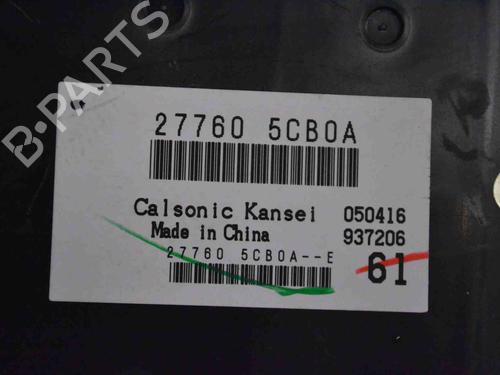 B-PARTS
27760 5CB0A
Calsonic Kansei 050416
Made in China 937206
27760 5CB0A--E
61